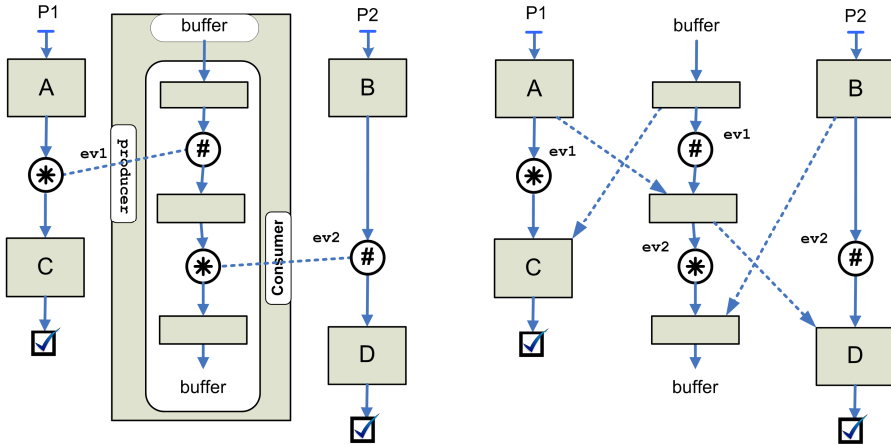 P1
buffer
P2
A
B
ev1
#
producer
*
C
ev2
Consumer
*
#
D
buffer
P1
buffer
P2
A
B
ev1
#
ev1
*
C
ev2
*
ev2
#
D
buffer